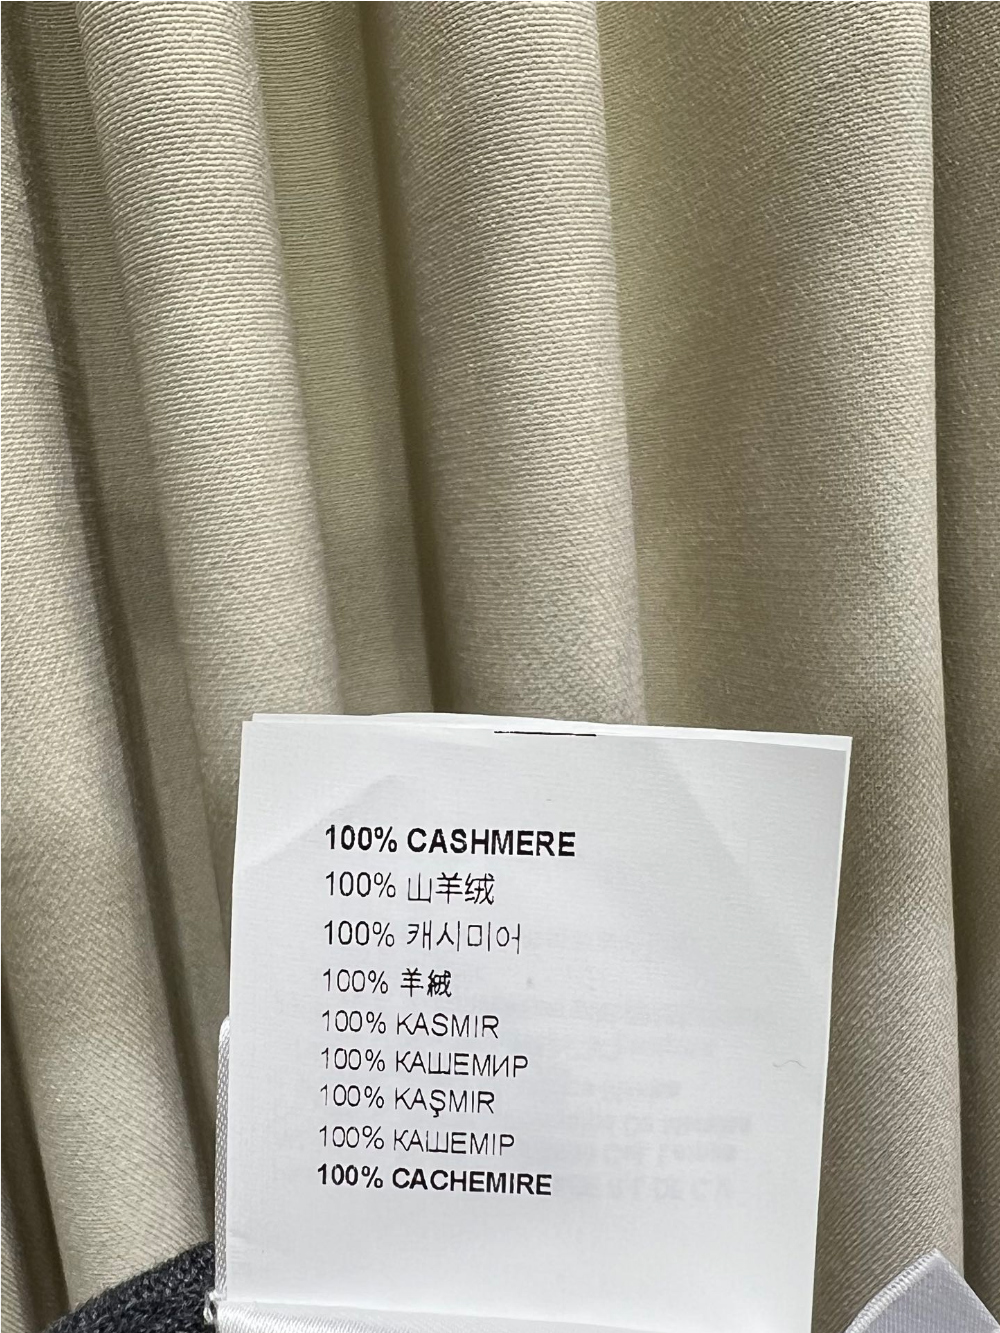 100% CASHMERE
100% 山羊绒
100% 캐시미어
100% 羊絨
100% KASMIR
100% КАШЕМИР
100% KAŞMIR
100% КАШЕМІР
100% CACHEMIRE